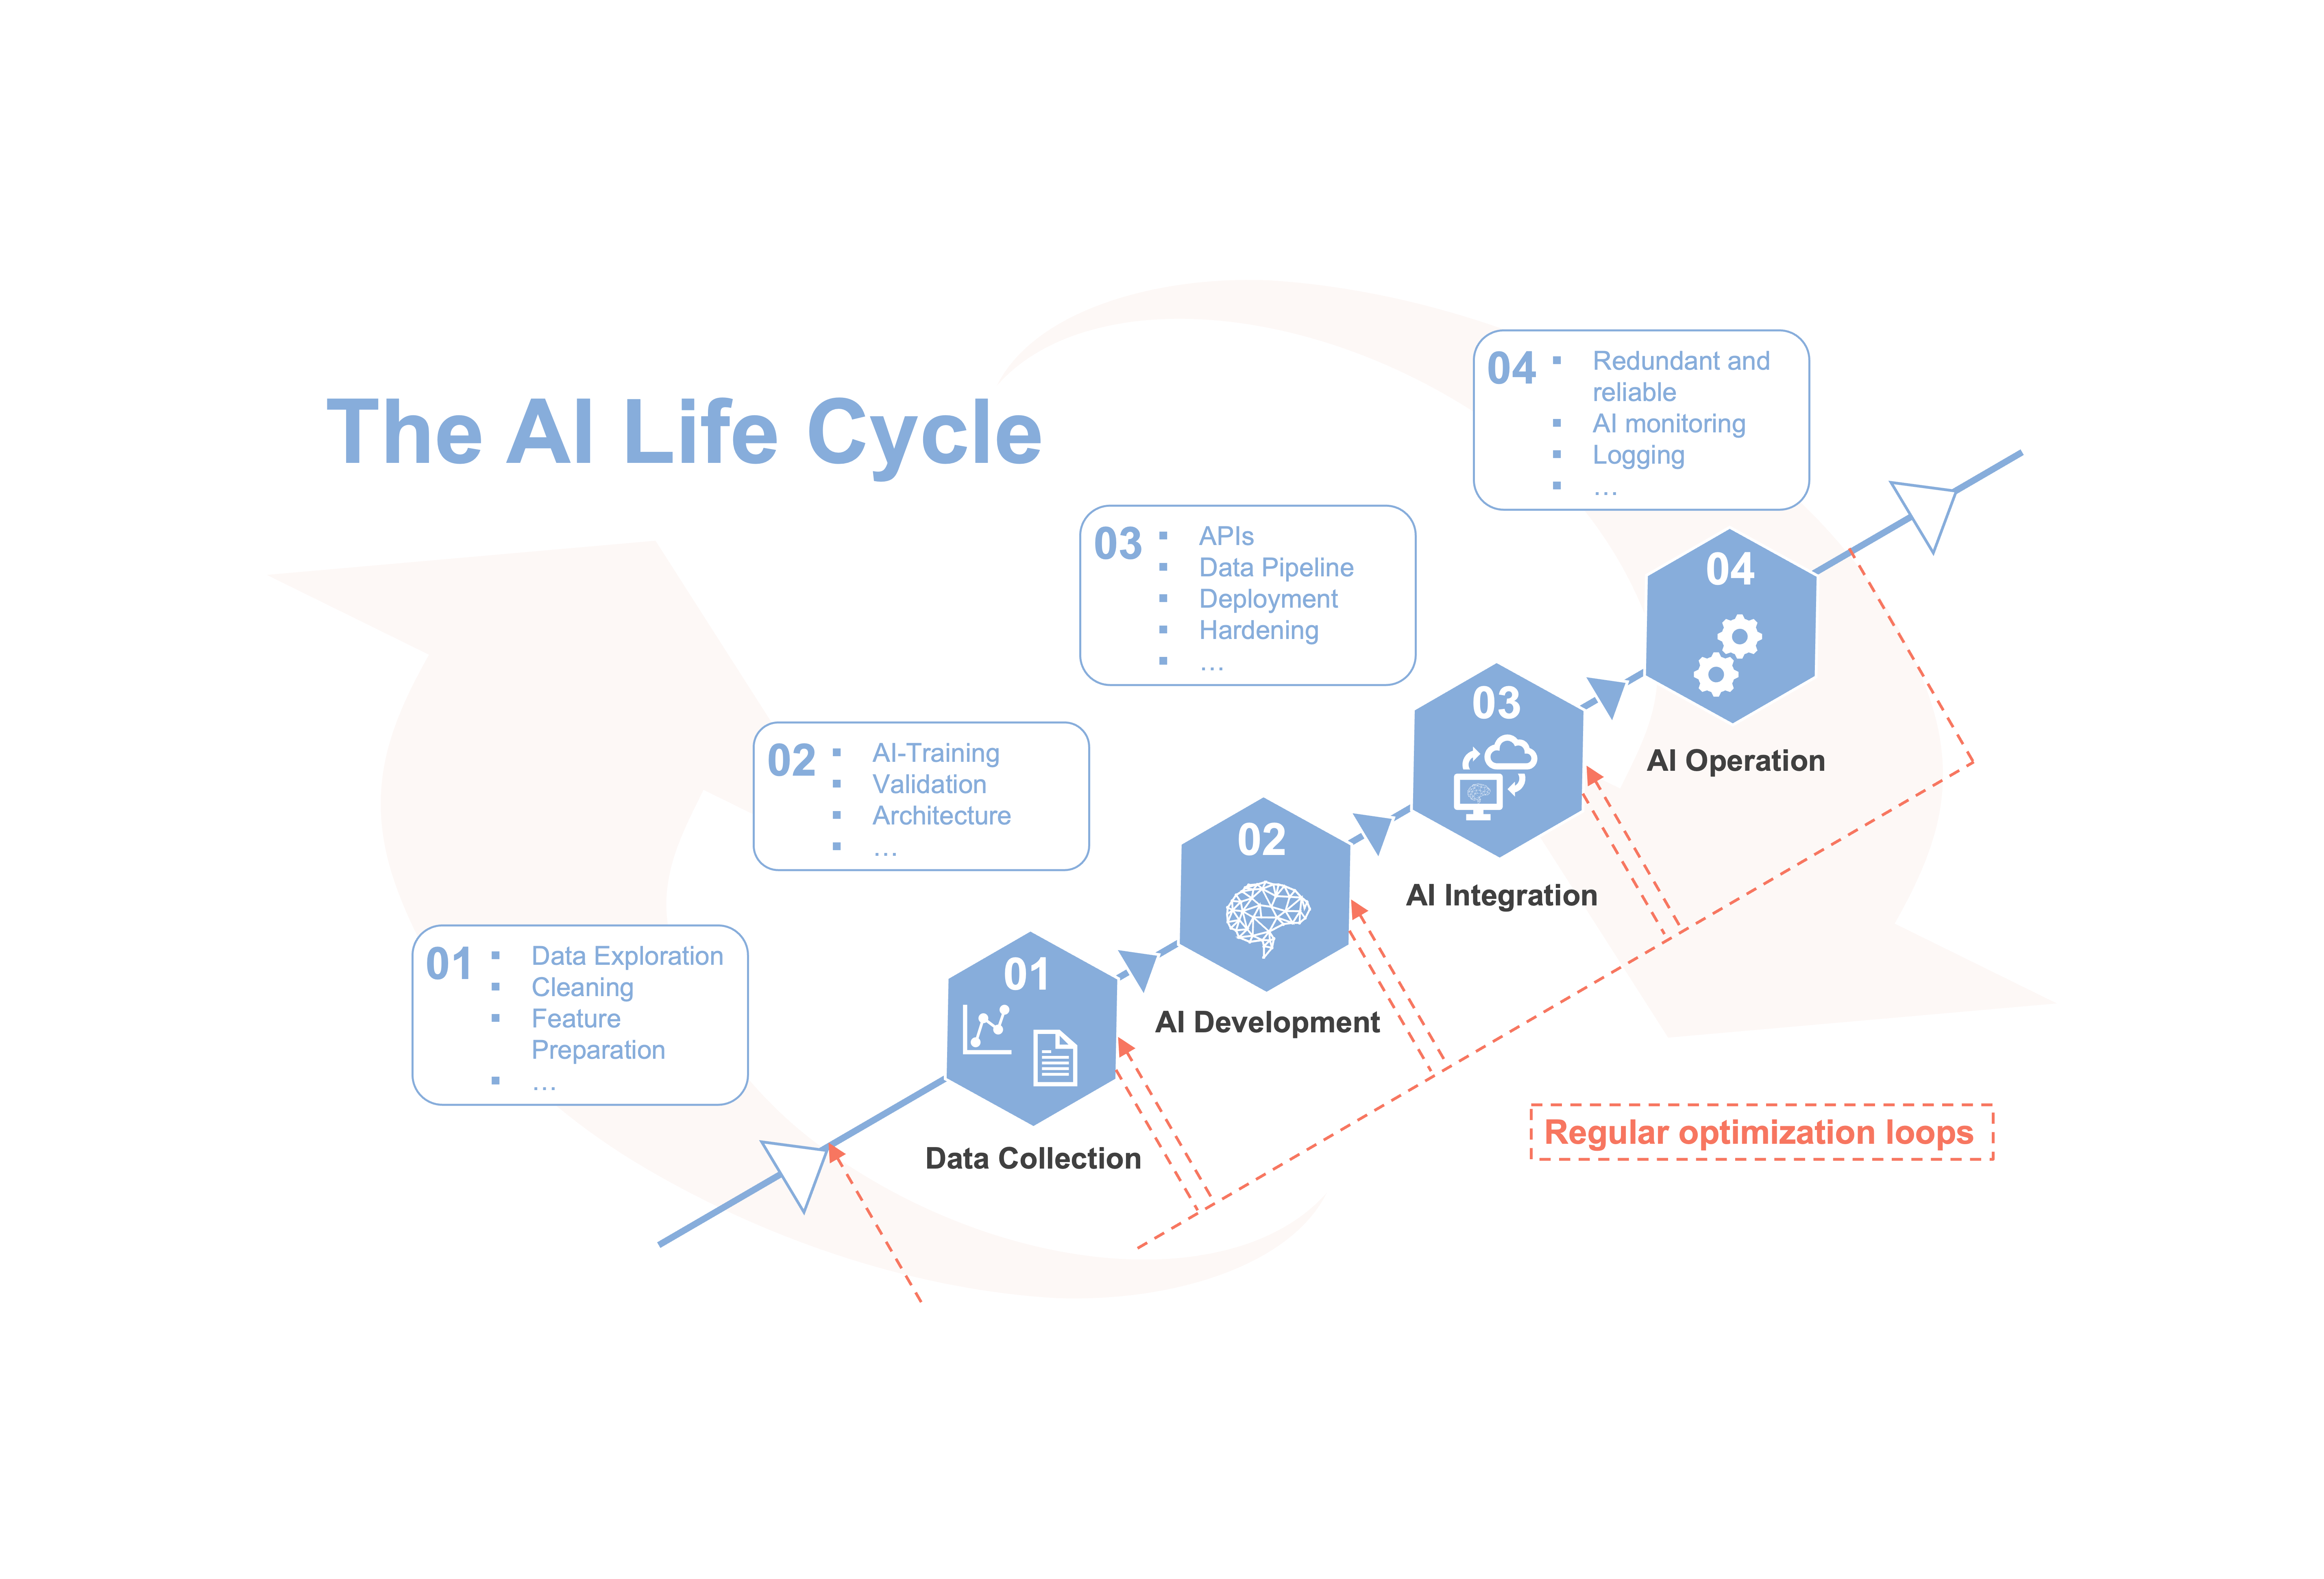 The AI Life Cycle
04
Redundant and
reliable
AI monitoring
Logging
...
03
APIs
Data Pipeline
Deployment
Hardening
...
02
AI-Training
Validation
Architecture
...
01
Data Exploration
Cleaning
Feature
Preparation
...
04
AI Operation
03
AI Integration
02
AI Development
01
Data Collection
Regular optimization loops